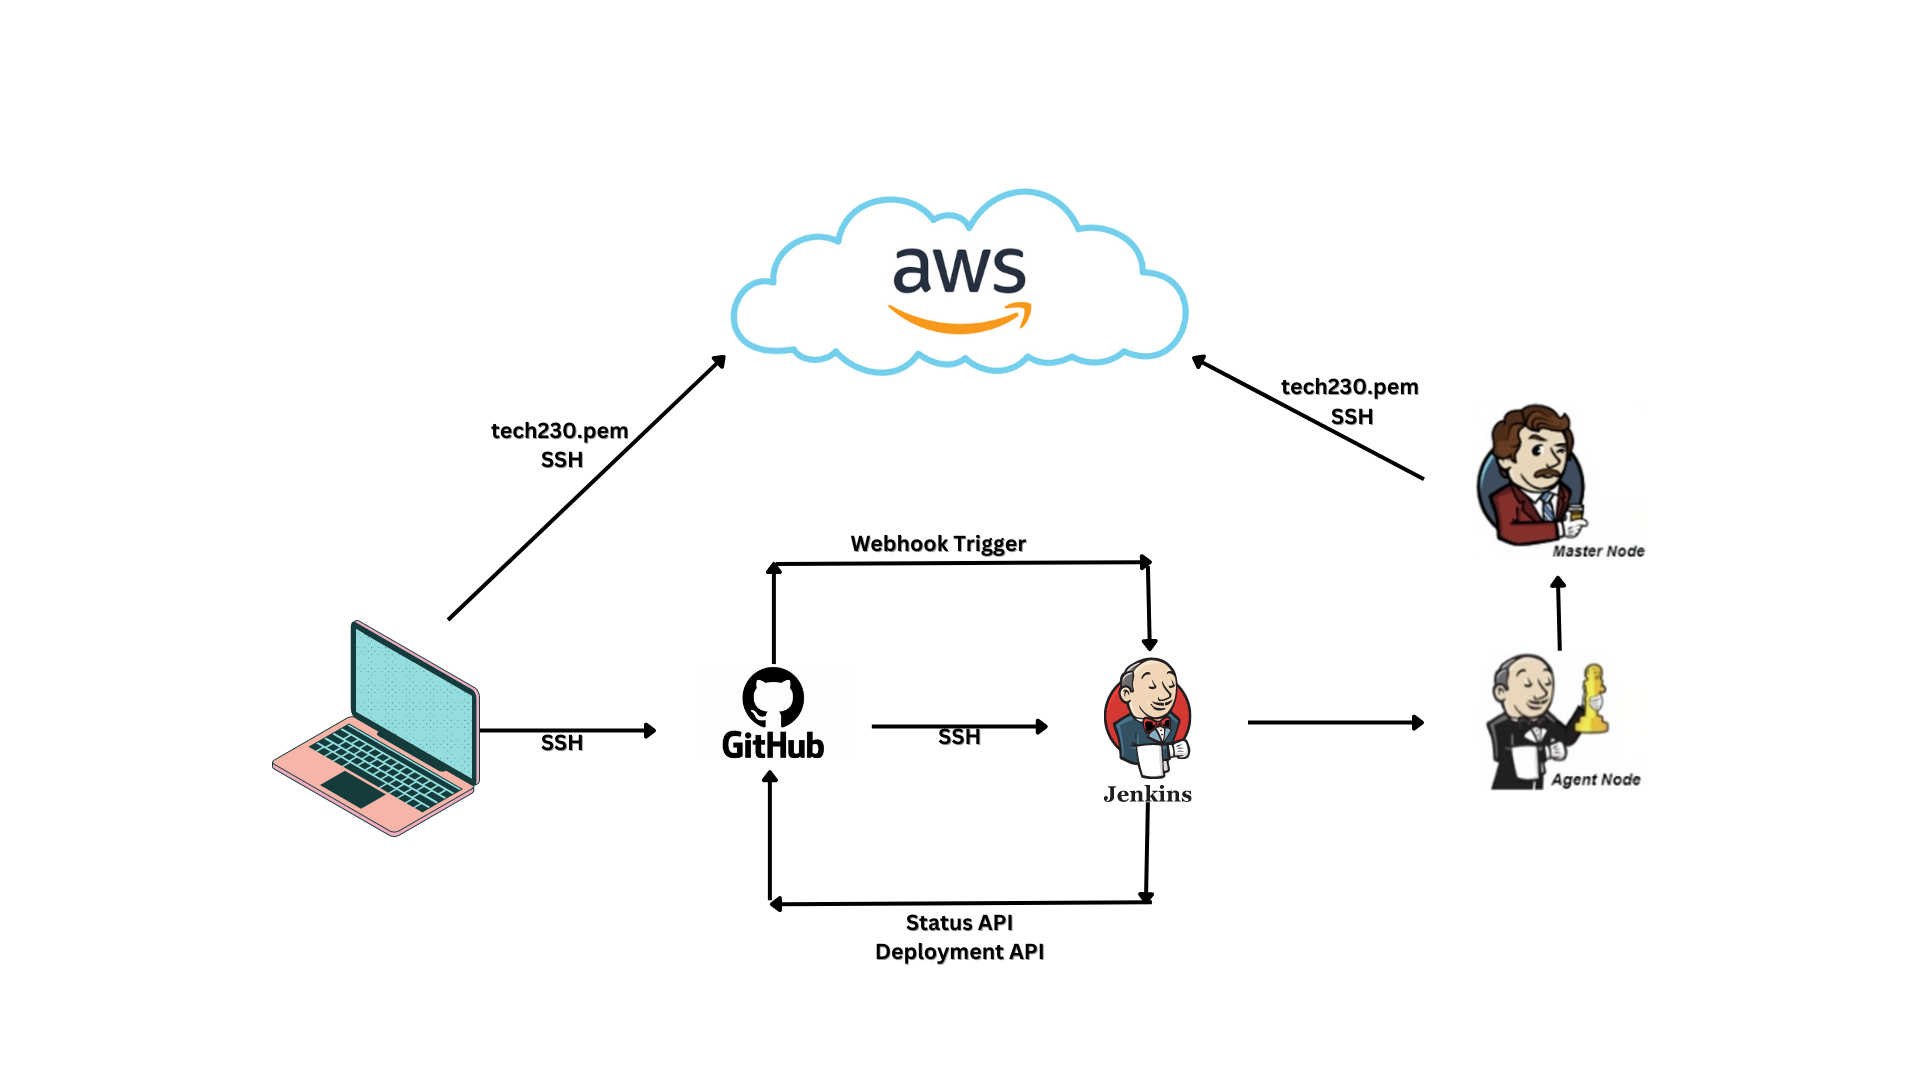 aws
tech230.pem
SSH
tech230.pem
SSH
Master Node
Webhook Trigger
SSH
GitHub
SSH
Jenkins
Agent Node
Status API
Deployment API